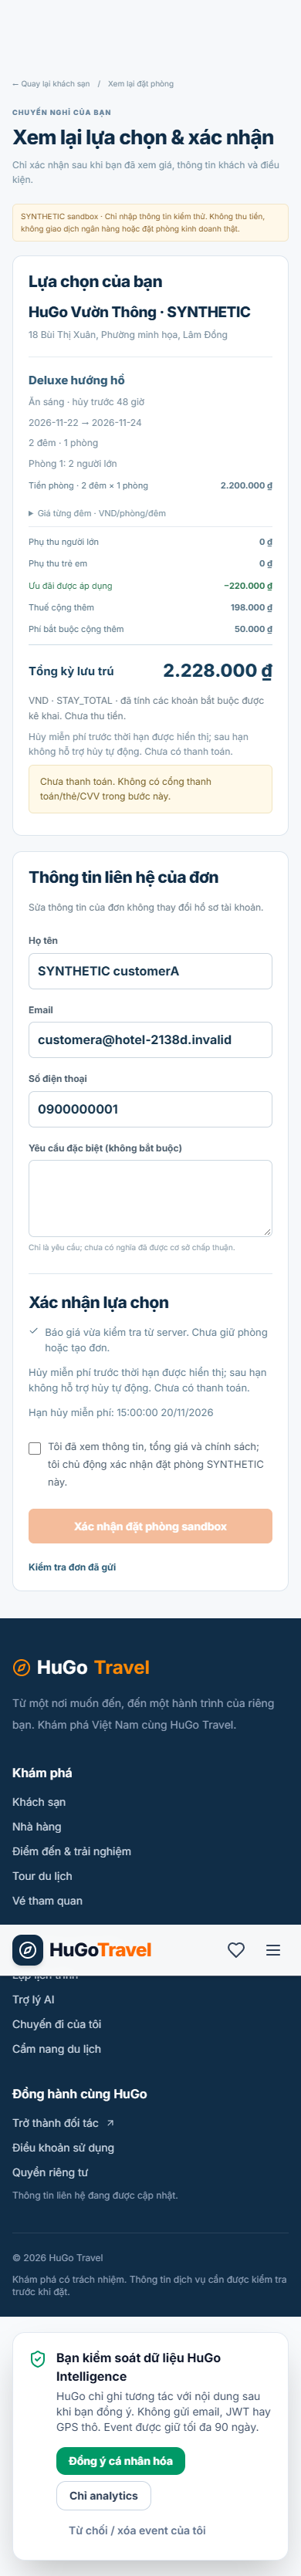 ← Quay lại khách sạn / Xem lại đặt phòng
CHUYẾN NGHỈ CỦA BẠN
Xem lại lựa chọn & xác nhận
Chỉ xác nhận sau khi bạn đã xem giá, thông tin khách và điều
kiện.
SYNTHETIC sandbox · Chỉ nhập thông tin kiểm thử. Không thu tiền,
không giao dịch ngân hàng hoặc đặt phòng kinh doanh thật.
Lựa chọn của bạn
HuGo Vườn Thông · SYNTHETIC
18 Bùi Thị Xuân, Phường minh họa, Lâm Đồng
Deluxe hướng hồ
Ăn sáng · hủy trước 48 giờ
2026-11-22 → 2026-11-24
2 đêm · 1 phòng
Phòng 1: 2 người lớn
Tiền phòng · 2 đêm × 1 phòng 2.200.000 ₫
▸ Giá từng đêm · VND/phòng/đêm
Phụ thu người lớn 0 ₫
Phụ thu trẻ em 0 ₫
Ưu đãi được áp dụng −220.000 ₫
Thuế cộng thêm 198.000 ₫
Phí bắt buộc cộng thêm 50.000 ₫
Tổng kỳ lưu trú 2.228.000 ₫
VND · STAY_TOTAL · đã tính các khoản bắt buộc được
kê khai. Chưa thu tiền.
Hủy miễn phí trước thời hạn được hiển thị; sau hạn
không hỗ trợ hủy tự động. Chưa có thanh toán.
Chưa thanh toán. Không có cổng thanh
toán/thẻ/CVV trong bước này.
Thông tin liên hệ của đơn
Sửa thông tin của đơn không thay đổi hồ sơ tài khoản.
Họ tên
SYNTHETIC customerA
Email
customera@hotel-2138d.invalid
Số điện thoại
0900000001
Yêu cầu đặc biệt (không bắt buộc)
Chỉ là yêu cầu; chưa có nghĩa đã được cơ sở chấp thuận.
Xác nhận lựa chọn
✓ Báo giá vừa kiểm tra từ server. Chưa giữ phòng
hoặc tạo đơn.
Hủy miễn phí trước thời hạn được hiển thị; sau hạn
không hỗ trợ hủy tự động. Chưa có thanh toán.
Hạn hủy miễn phí: 15:00:00 20/11/2026
Tôi đã xem thông tin, tổng giá và chính sách;
tôi chủ động xác nhận đặt phòng SYNTHETIC
này.
Xác nhận đặt phòng sandbox
Kiểm tra đơn đã gửi
HuGo Travel
Từ một nơi muốn đến, đến một hành trình của riêng
bạn. Khám phá Việt Nam cùng HuGo Travel.
Khám phá
Khách sạn
Nhà hàng
Điểm đến & trải nghiệm
Tour du lịch
Vé tham quan
HuGoTravel
Lập lịch trình
Trợ lý AI
Chuyến đi của tôi
Cẩm nang du lịch
Đồng hành cùng HuGo
Trở thành đối tác ↗
Điều khoản sử dụng
Quyền riêng tư
Thông tin liên hệ đang được cập nhật.
© 2026 HuGo Travel
Khám phá có trách nhiệm. Thông tin dịch vụ cần được kiểm tra
trước khi đặt.
Bạn kiểm soát dữ liệu HuGo
Intelligence
HuGo chỉ ghi tương tác với nội dung sau
khi bạn đồng ý. Không gửi email, JWT hay
GPS thô. Event được giữ tối đa 90 ngày.
Đồng ý cá nhân hóa
Chỉ analytics
Từ chối / xóa event của tôi